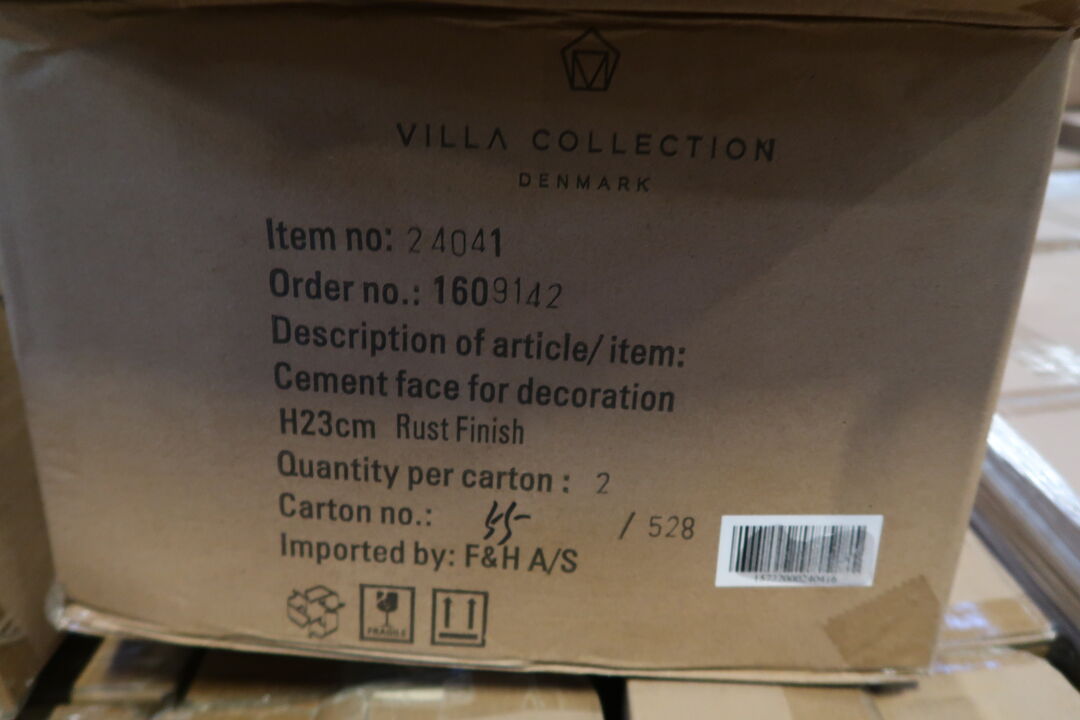 VILLA COLLECTION
DENMARK
Item no: 24041
Order no.: 1609142
Description of article/ item:
Cement face for decoration
H23cm Rust Finish
Quantity per carton : 2
Carton no.: 55 / 528
Imported by: F&H A/S
FRAGILE